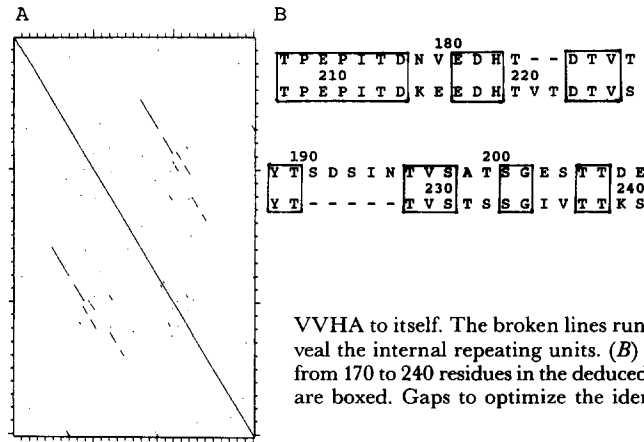 A
B
180
T P E P I T D N V E D H T - - D T V T
210 220
T P E P I T D K E E D H T V T D T V S
190 200
Y T S D S I N T V S A T S G E S T T D E
230 240
Y T - - - - - T V S T S S G I V T T K S
VVHA to itself. The broken lines run
veal the internal repeating units. (B)
from 170 to 240 residues in the deduced
are boxed. Gaps to optimize the iden